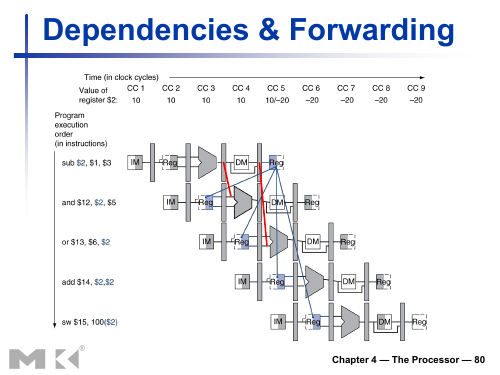 Dependencies & Forwarding
Time (in clock cycles)
Value of register $2:
CC 1 CC 2 CC 3 CC 4 CC 5 CC 6 CC 7 CC 8 CC 9
10 10 10 10 10/–20 –20 –20 –20 –20
Program
execution
order
(in instructions)
sub $2, $1, $3
IM Reg DM Reg
and $12, $2, $5
IM Reg DM Reg
or $13, $6, $2
IM Reg DM Reg
add $14, $2,$2
IM Reg DM Reg
sw $15, 100($2)
IM Reg DM Reg
MK®
Chapter 4 — The Processor — 80